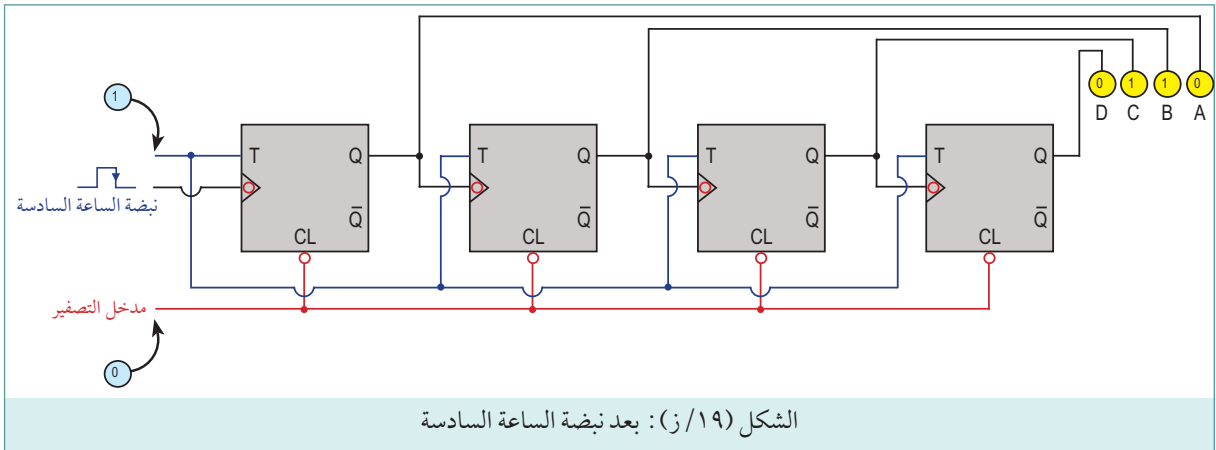 1
0 1 1 0
D C B A
T Q T Q T Q T Q
نبضة الساعة السادسة
Q̅ Q̅ Q̅ Q̅
CL CL CL CL
مدخل التصفير
0
الشكل (١٩/ ز): بعد نبضة الساعة السادسة